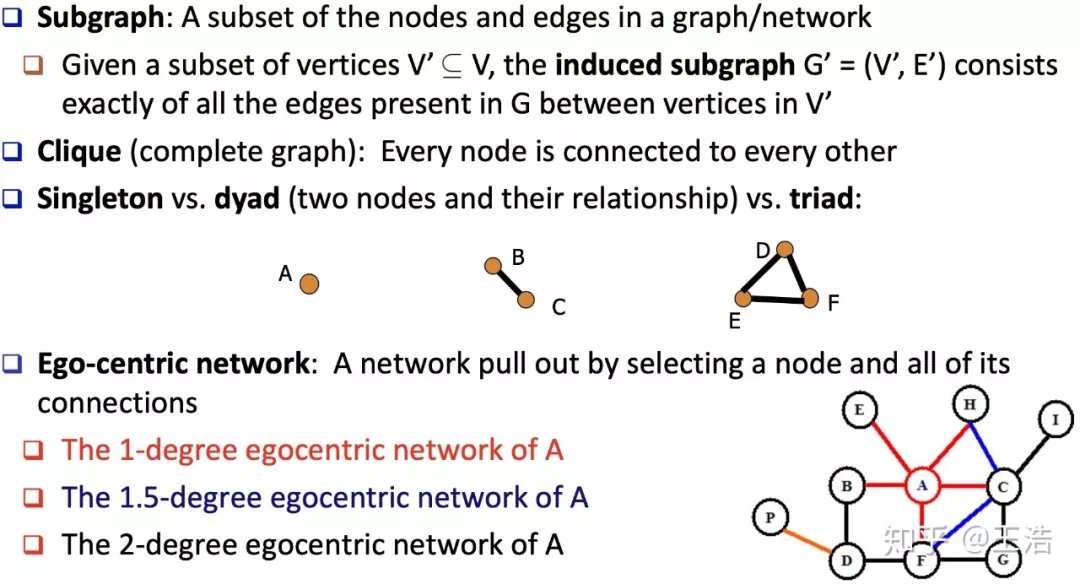 Subgraph: A subset of the nodes and edges in a graph/network
Given a subset of vertices V’ ⊆ V, the induced subgraph G’ = (V’, E’) consists
exactly of all the edges present in G between vertices in V’
Clique (complete graph): Every node is connected to every other
Singleton vs. dyad (two nodes and their relationship) vs. triad:
A
B
C
D
E
F
Ego-centric network: A network pull out by selecting a node and all of its
connections
The 1-degree egocentric network of A
The 1.5-degree egocentric network of A
The 2-degree egocentric network of A
E
H
I
B
A
C
P
D
F
G
知乎 @王浩